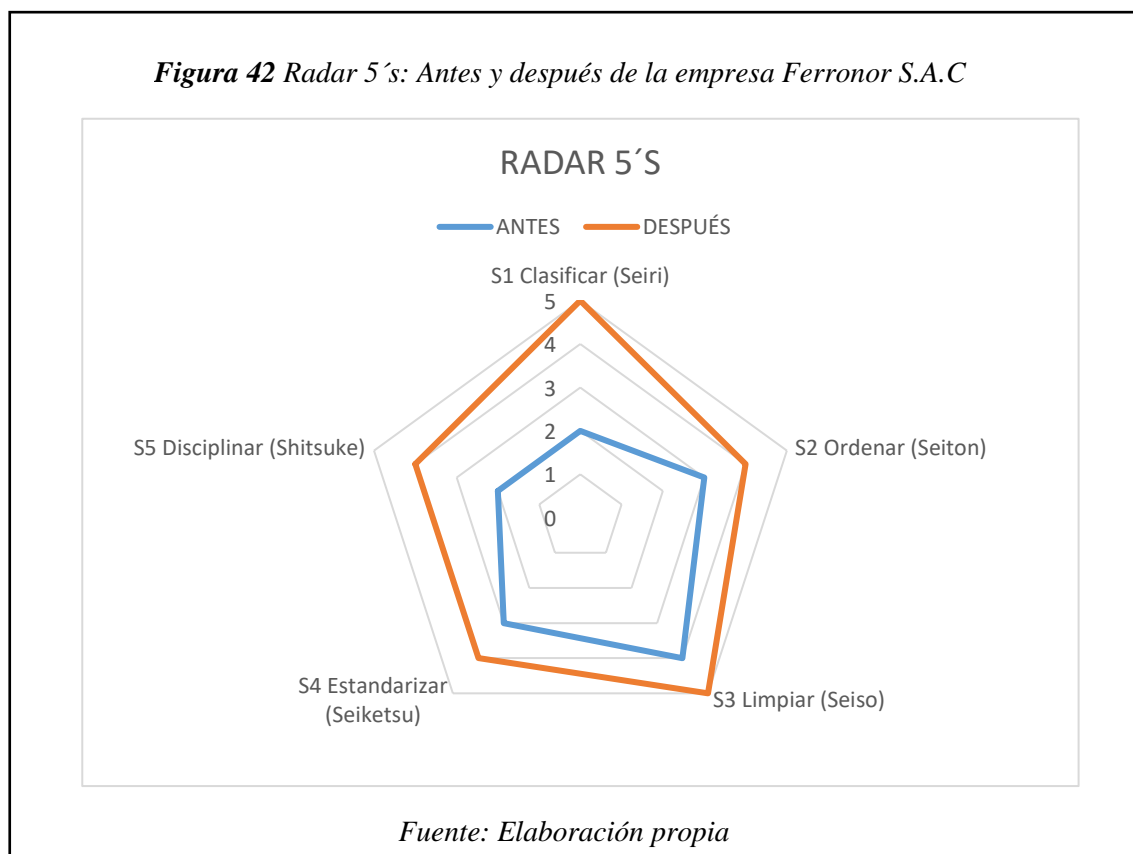 Figura 42 Radar 5´s: Antes y después de la empresa Ferronor S.A.C
RADAR 5´S
ANTES DESPUÉS
S1 Clasificar (Seiri)
5
4
3
2
1
0
S5 Disciplinar (Shitsuke)
S2 Ordenar (Seiton)
S4 Estandarizar
(Seiketsu)
S3 Limpiar (Seiso)
Fuente: Elaboración propia